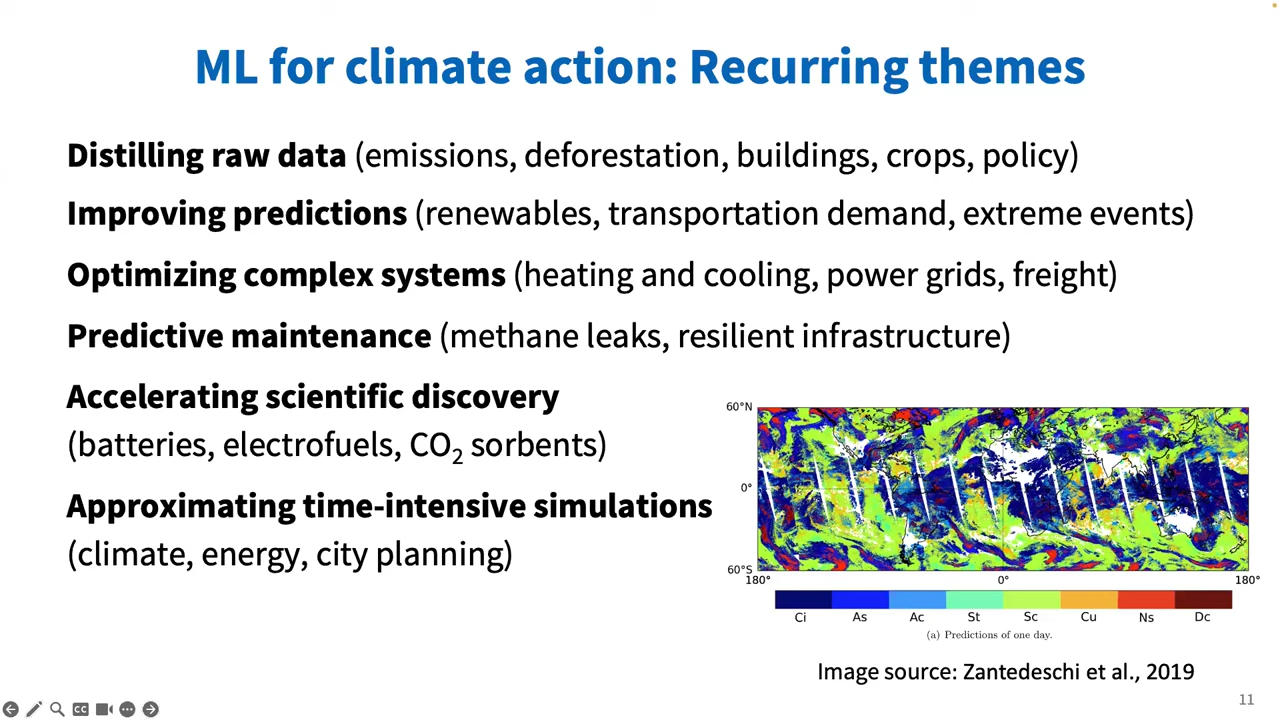 ML for climate action: Recurring themes
Distilling raw data (emissions, deforestation, buildings, crops, policy)
Improving predictions (renewables, transportation demand, extreme events)
Optimizing complex systems (heating and cooling, power grids, freight)
Predictive maintenance (methane leaks, resilient infrastructure)
Accelerating scientific discovery
(batteries, electrofuels, CO₂ sorbents)
Approximating time-intensive simulations
(climate, energy, city planning)
60°N
0°
60°S
180° 0° 180°
Ci As Ac St Sc Cu Ns Dc
(a) Predictions of one day.
Image source: Zantedeschi et al., 2019
CC
11